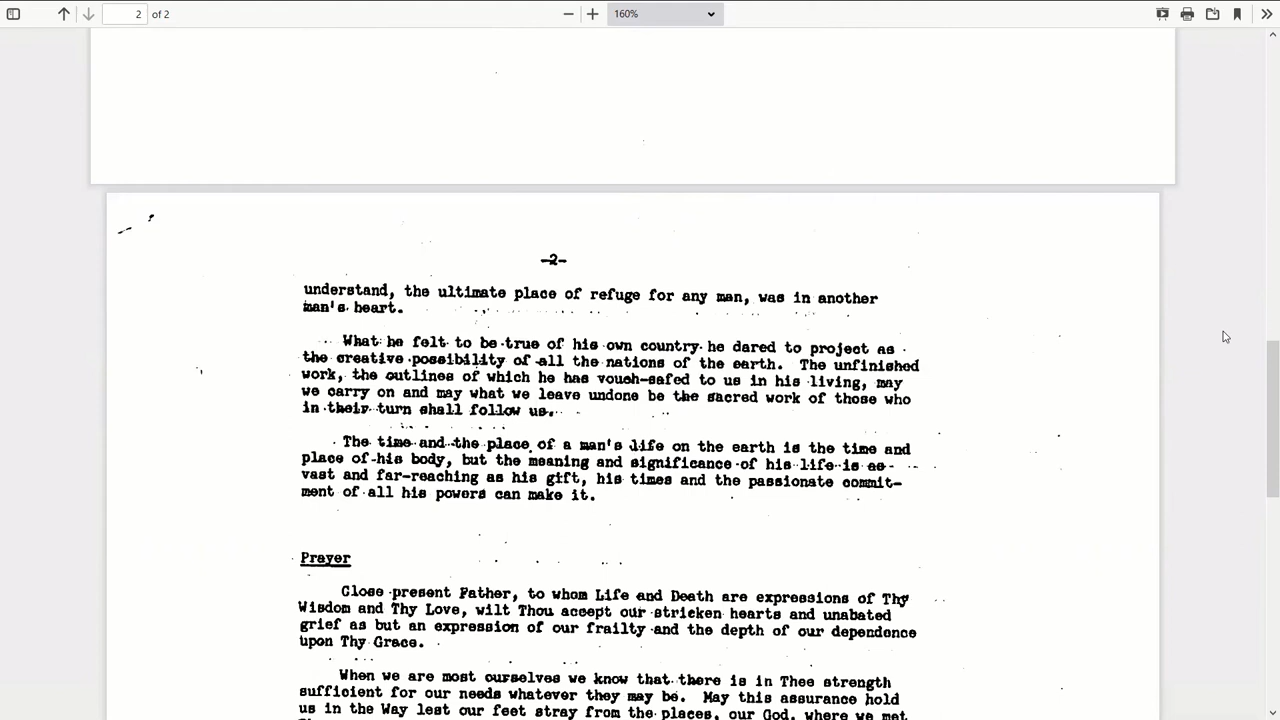 2 of 2 160%
-2-
understand, the ultimate place of refuge for any man, was in another
man's heart.
What he felt to be true of his own country he dared to project as
the creative possibility of all the nations of the earth. The unfinished
work, the outlines of which he has vouch-safed to us in his living, may
we carry on and may what we leave undone be the sacred work of those who
in their turn shall follow us.
The time and the place of a man's life on the earth is the time and
place of his body, but the meaning and significance of his life is as
vast and far-reaching as his gift, his times and the passionate commit-
ment of all his powers can make it.
Prayer
Close present Father, to whom Life and Death are expressions of Thy
Wisdom and Thy Love, wilt Thou accept our stricken hearts and unabated
grief as but an expression of our frailty and the depth of our dependence
upon Thy Grace.
When we are most ourselves we know that there is in Thee strength
sufficient for our needs whatever they may be. May this assurance hold
us in the Way lest our feet stray from the places, our God, where we met